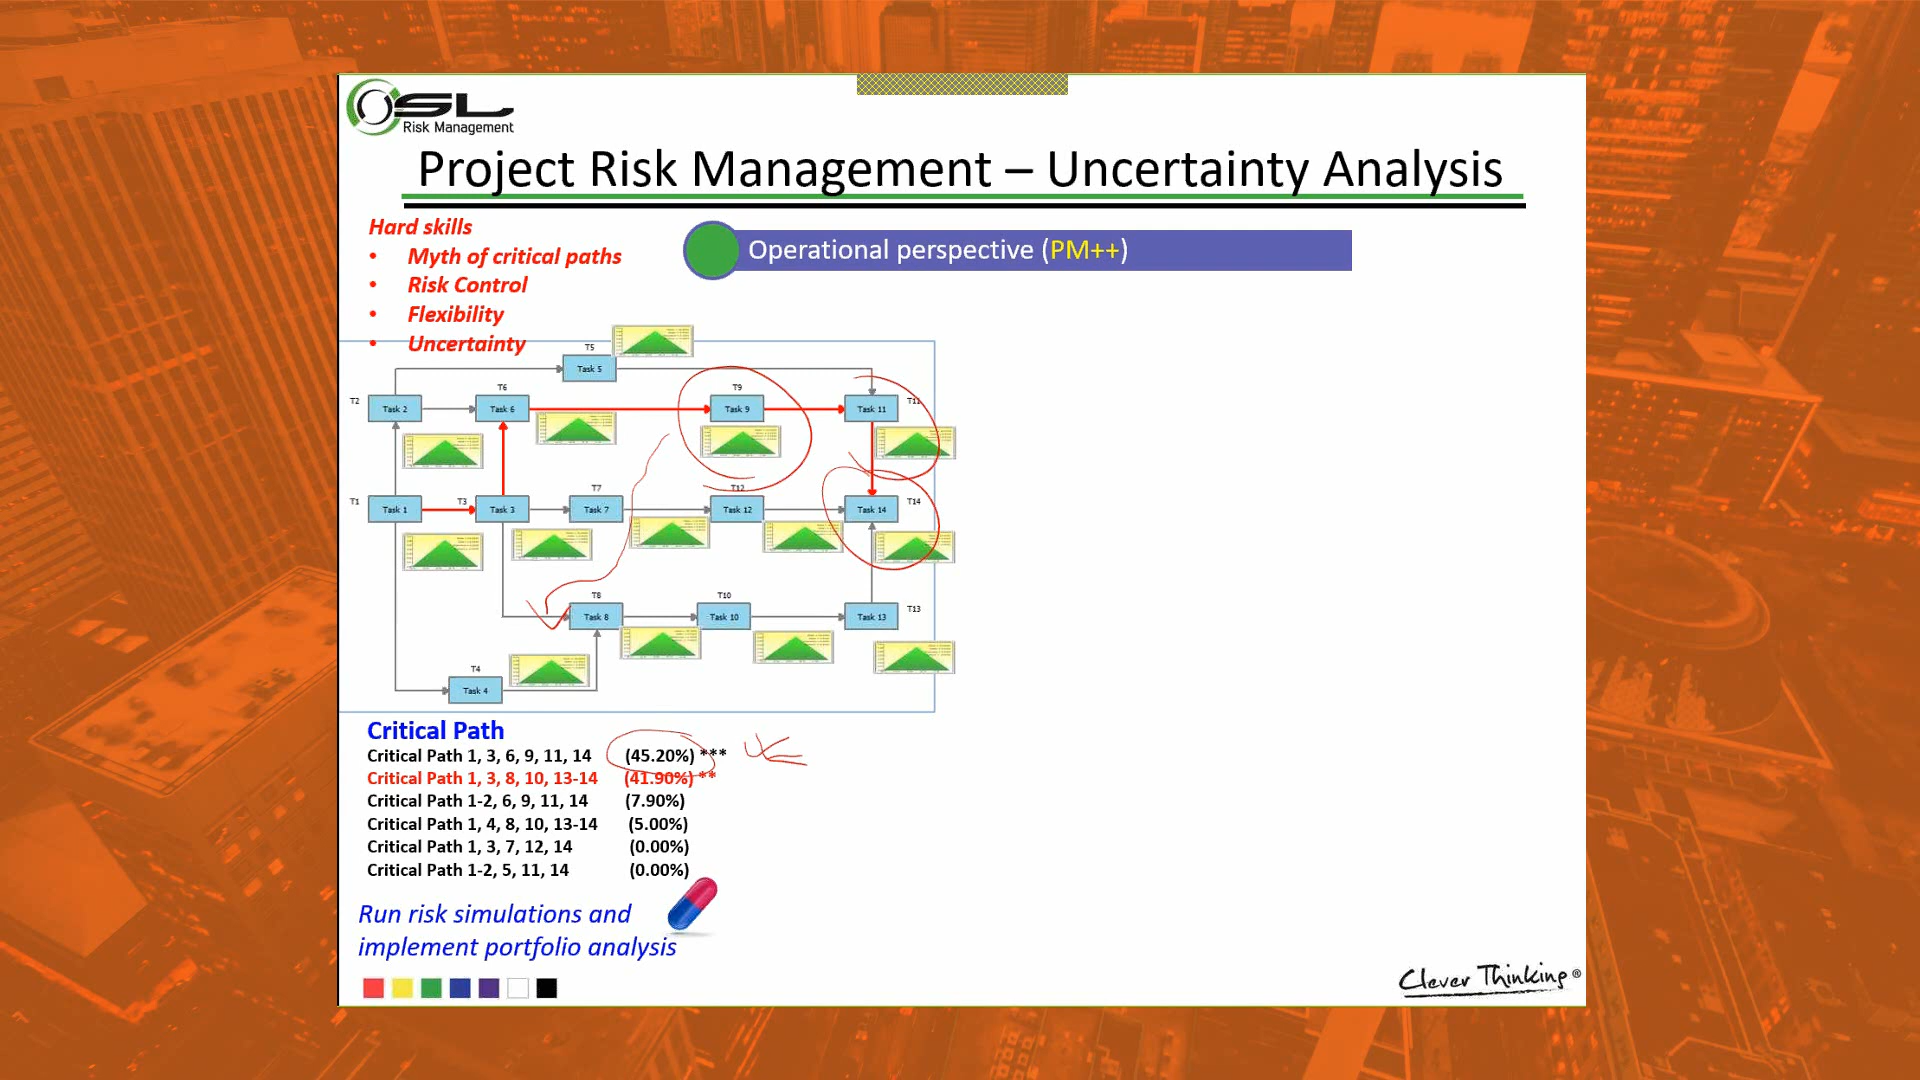 OSL
Risk Management
Project Risk Management – Uncertainty Analysis
Hard skills
• Myth of critical paths
• Risk Control
• Flexibility
• Uncertainty
Operational perspective (PM++)
T5
Task 5
T2
Task 2
T6
Task 6
T9
Task 9
Task 11
T11
T1
Task 1
T3
Task 3
T7
Task 7
T12
Task 12
Task 14
T14
T8
Task 8
T10
Task 10
Task 13
T13
T4
Task 4
Critical Path
Critical Path 1, 3, 6, 9, 11, 14 (45.20%) ***
Critical Path 1, 3, 8, 10, 13-14 (41.90%) **
Critical Path 1-2, 6, 9, 11, 14 (7.90%)
Critical Path 1, 4, 8, 10, 13-14 (5.00%)
Critical Path 1, 3, 7, 12, 14 (0.00%)
Critical Path 1-2, 5, 11, 14 (0.00%)
Run risk simulations and
implement portfolio analysis
Clever Thinking®